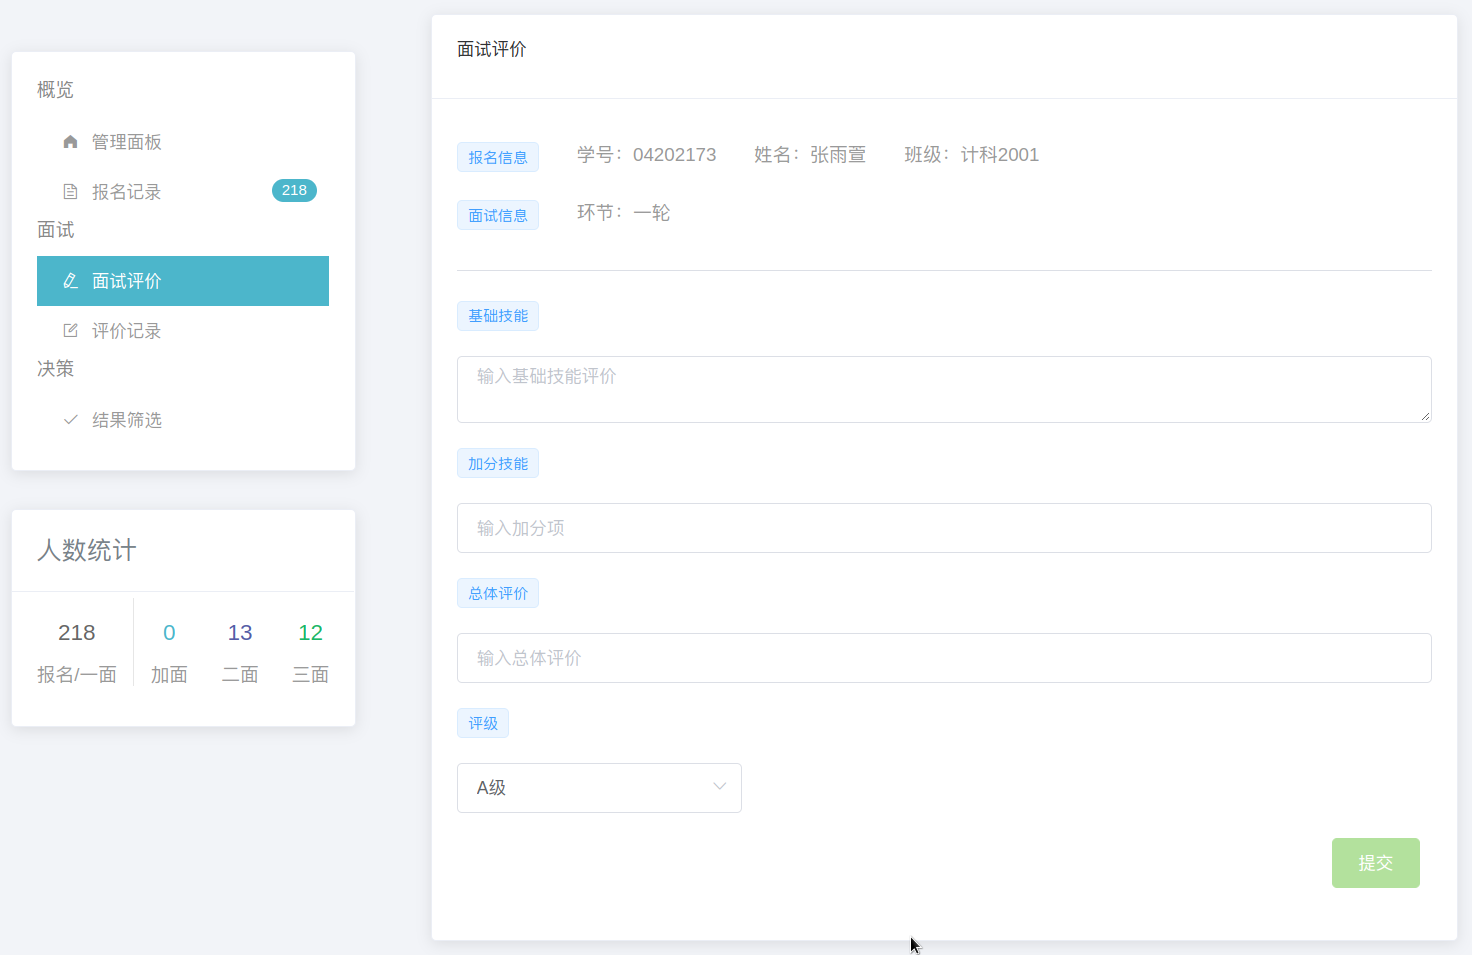 概览
管理面板
报名记录 218
面试
面试评价
评价记录
决策
结果筛选
人数统计
218 0 13 12
报名/一面 加面 二面 三面
面试评价
报名信息 学号：04202173 姓名：张雨萱 班级：计科2001
面试信息 环节：一轮
基础技能
输入基础技能评价
加分技能
输入加分项
总体评价
输入总体评价
评级
A级
提交